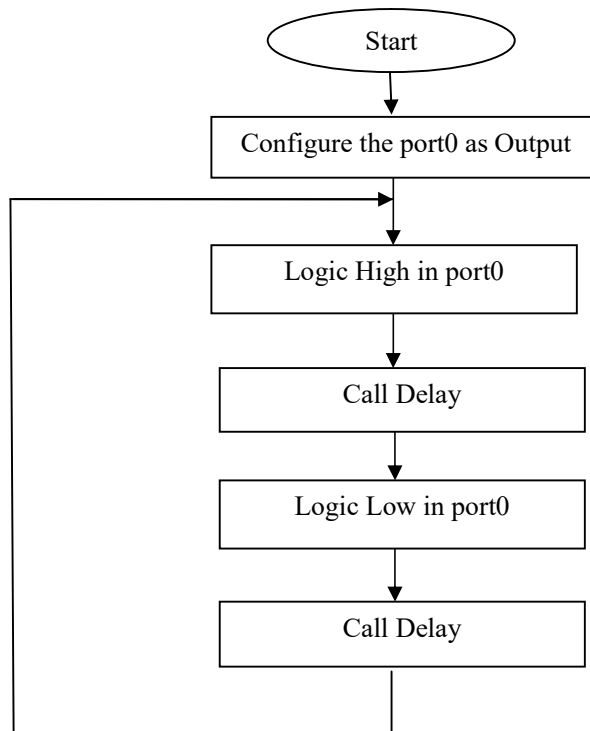 Start
Configure the port0 as Output
Logic High in port0
Call Delay
Logic Low in port0
Call Delay